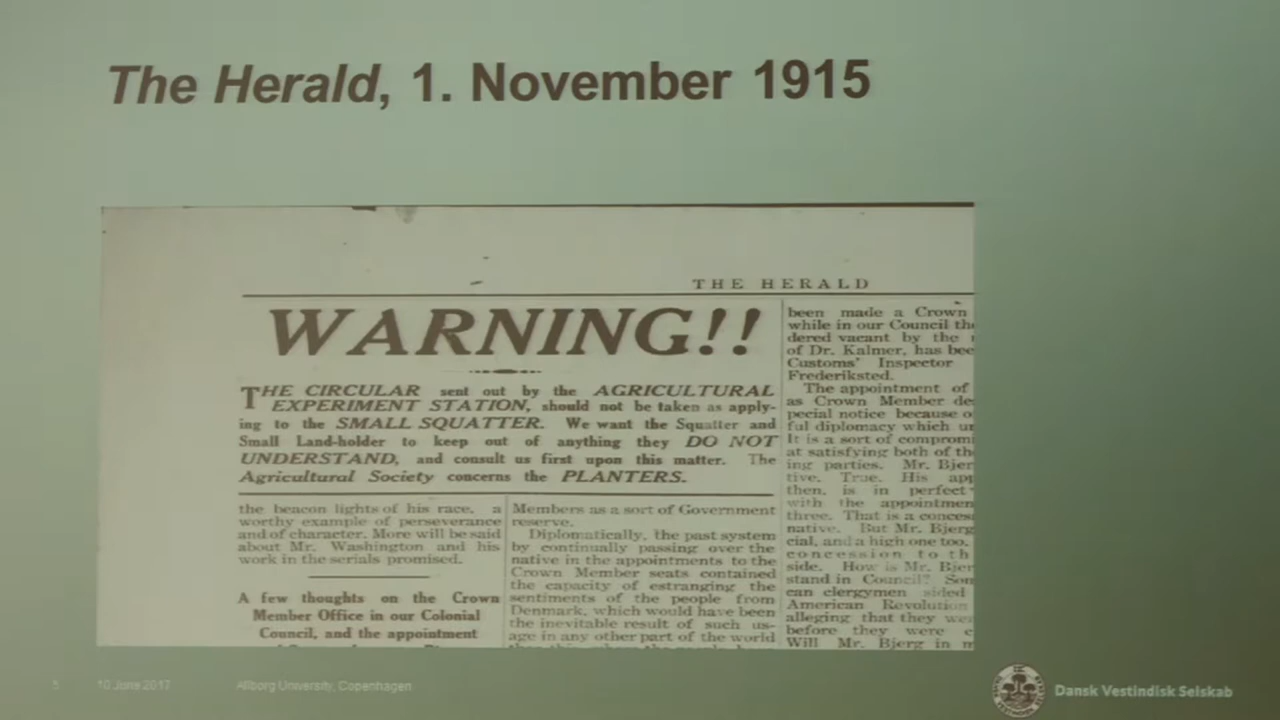 The Herald, 1. November 1915
THE HERALD
WARNING!!
THE CIRCULAR sent out by the AGRICULTURAL
EXPERIMENT STATION, should not be taken as apply-
ing to the SMALL SQUATTER. We want the Squatter and
Small Land-holder to keep out of anything they DO NOT
UNDERSTAND, and consult us first upon this matter. The
Agricultural Society concerns the PLANTERS.
the beacon lights of his race, a
worthy example of perseverance
and of character. More will be said
about Mr. Washington and his
work in the serials promised.
A few thoughts on the Crown
Member Office in our Colonial
Council, and the appointment
Members as a sort of Government
reserve.
Diplomatically, the past system
by continually passing over the
native in the appointments to the
Crown Member seats contained
the capacity of estranging the
sentiments of the people from
Denmark, which would have been
the inevitable result of such us-
age in any other part of the world
been made a Crown
while in our Council the
dered vacant by the
of Dr. Kalmer, has bee
Customs' Inspector
Frederiksted.
The appointment of
as Crown Member de
pecial notice because o
ful diplomacy which un
It is a sort of compromi
at satisfying both of the
ing parties. Mr. Bjer
tive. True. His app
then, is in perfect
with the appointmen
three. That is a conces
native. But Mr. Bjerg
cial, and a high one too.
concession to th
side. How is Mr. Bjer
stand in Council? Som
can clergymen sided
American Revolution
alleging that they we
before they were c
Will Mr. Bjerg in m
5 10 June 2017 Allborg University, Copenhagen
Dansk Vestindisk Selskab